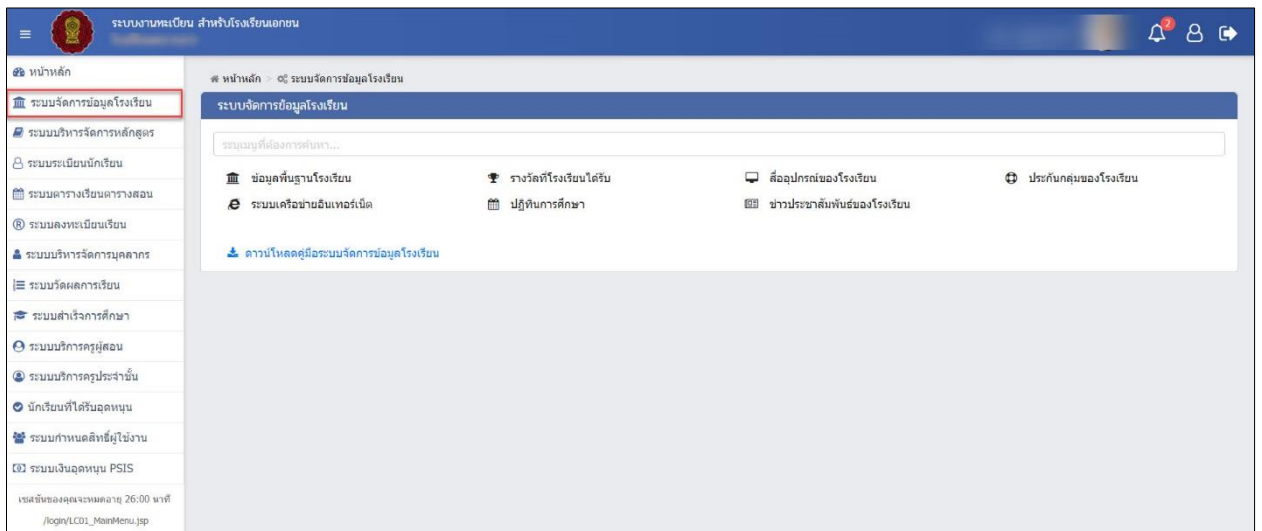 ระบบงานทะเบียน สำหรับโรงเรียนเอกชน
2
หน้าหลัก
ระบบจัดการข้อมูลโรงเรียน
ระบบบริหารจัดการหลักสูตร
ระบบระเบียนนักเรียน
ระบบตารางเรียนตารางสอน
ระบบลงทะเบียนเรียน
ระบบบริหารจัดการบุคลากร
ระบบวัดผลการเรียน
ระบบสำเร็จการศึกษา
ระบบบริการครูผู้สอน
ระบบบริการครูประจำชั้น
นักเรียนที่ได้รับอุดหนุน
ระบบกำหนดสิทธิ์ผู้ใช้งาน
ระบบเงินอุดหนุน PSIS
เซสชันของคุณจะหมดอายุ 26:00 นาที
/login/LC01_MainMenu.jsp
หน้าหลัก > ระบบจัดการข้อมูลโรงเรียน
ระบบจัดการข้อมูลโรงเรียน
ระบุเมนูที่ต้องการค้นหา...
ข้อมูลพื้นฐานโรงเรียน รางวัลที่โรงเรียนได้รับ สื่ออุปกรณ์ของโรงเรียน ประกันกลุ่มของโรงเรียน
ระบบเครือข่ายอินเทอร์เน็ต ปฏิทินการศึกษา ข่าวประชาสัมพันธ์ของโรงเรียน
ดาวน์โหลดคู่มือระบบจัดการข้อมูลโรงเรียน